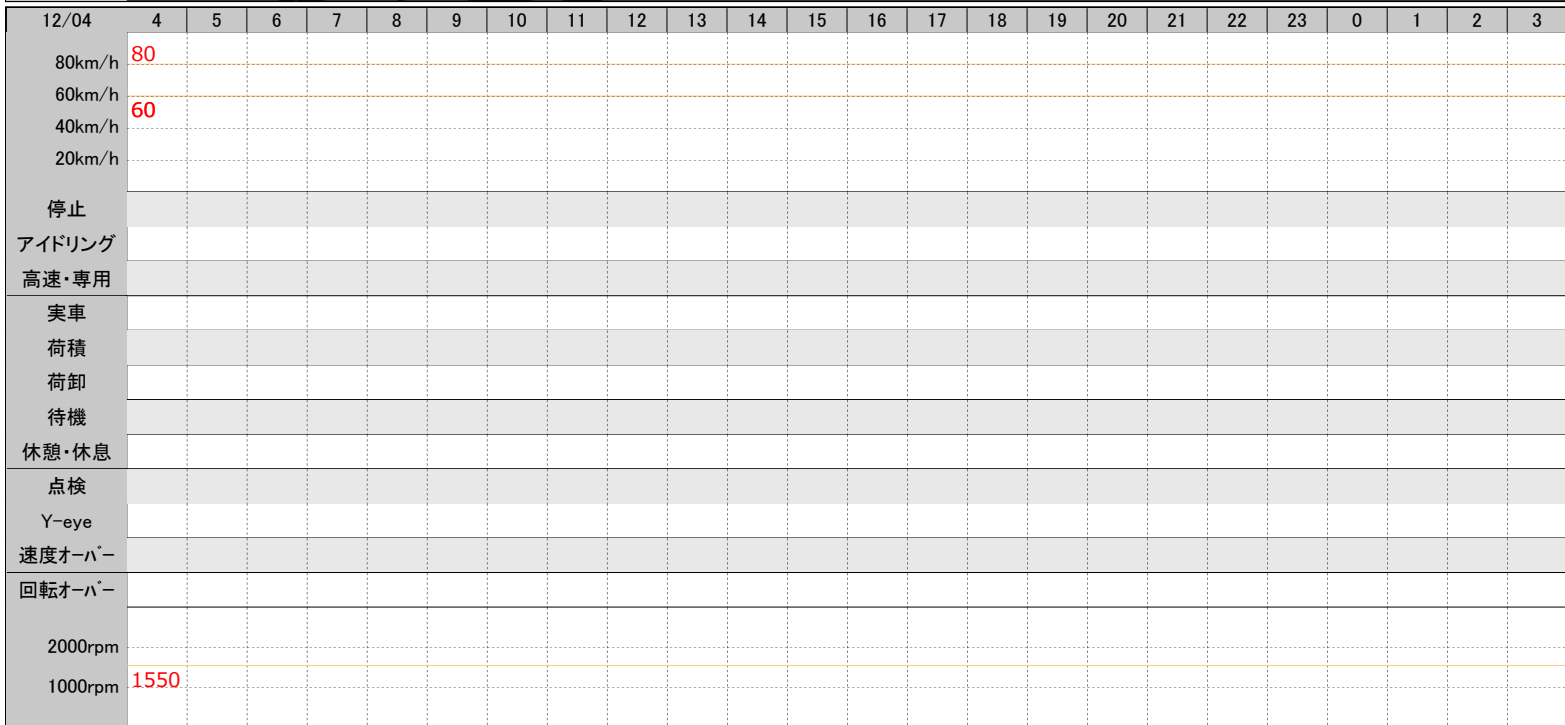 12/04 4 5 6 7 8 9 10 11 12 13 14 15 16 17 18 19 20 21 22 23 0 1 2 3
80
80km/h
60km/h
60
40km/h
20km/h
停止
アイドリング
高速・専用
実車
荷積
荷卸
待機
休憩・休息
点検
Y-eye
速度オーバー
回転オーバー
2000rpm
1550
1000rpm